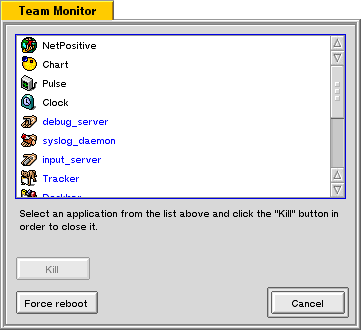 Team Monitor
NetPositive
Chart
Pulse
Clock
debug_server
syslog_daemon
input_server
Tracker
Deskbar
Select an application from the list above and click the "Kill" button in
order to close it.
Kill
Force reboot
Cancel